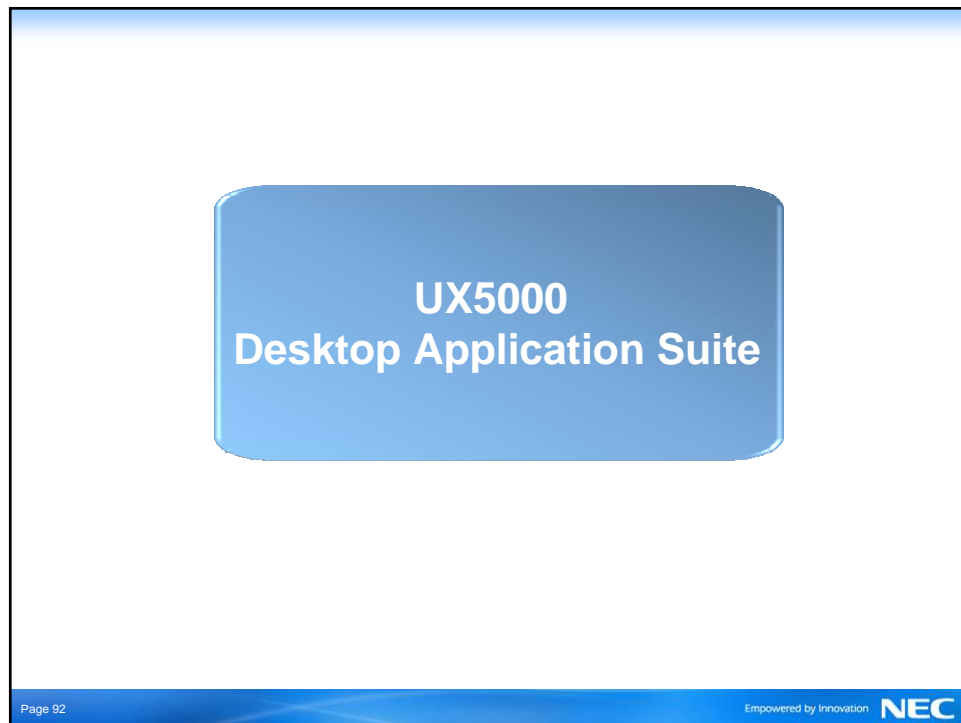 UX5000
Desktop Application Suite
Page 92
Empowered by Innovation NEC